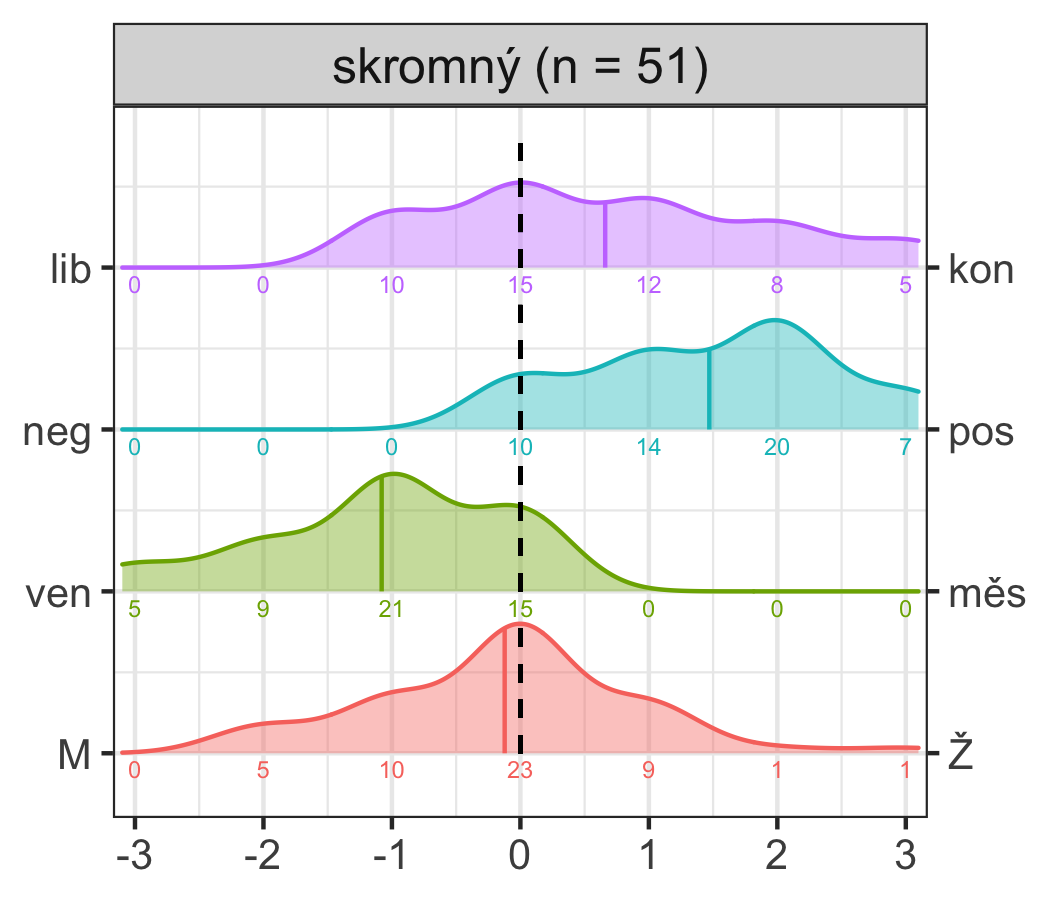 skromný (n = 51)
lib kon
0 0 10 15 12 8 5
neg pos
0 0 0 10 14 20 7
ven měs
5 9 21 15 0 0 0
M Ž
0 5 10 23 9 1 1
-3 -2 -1 0 1 2 3